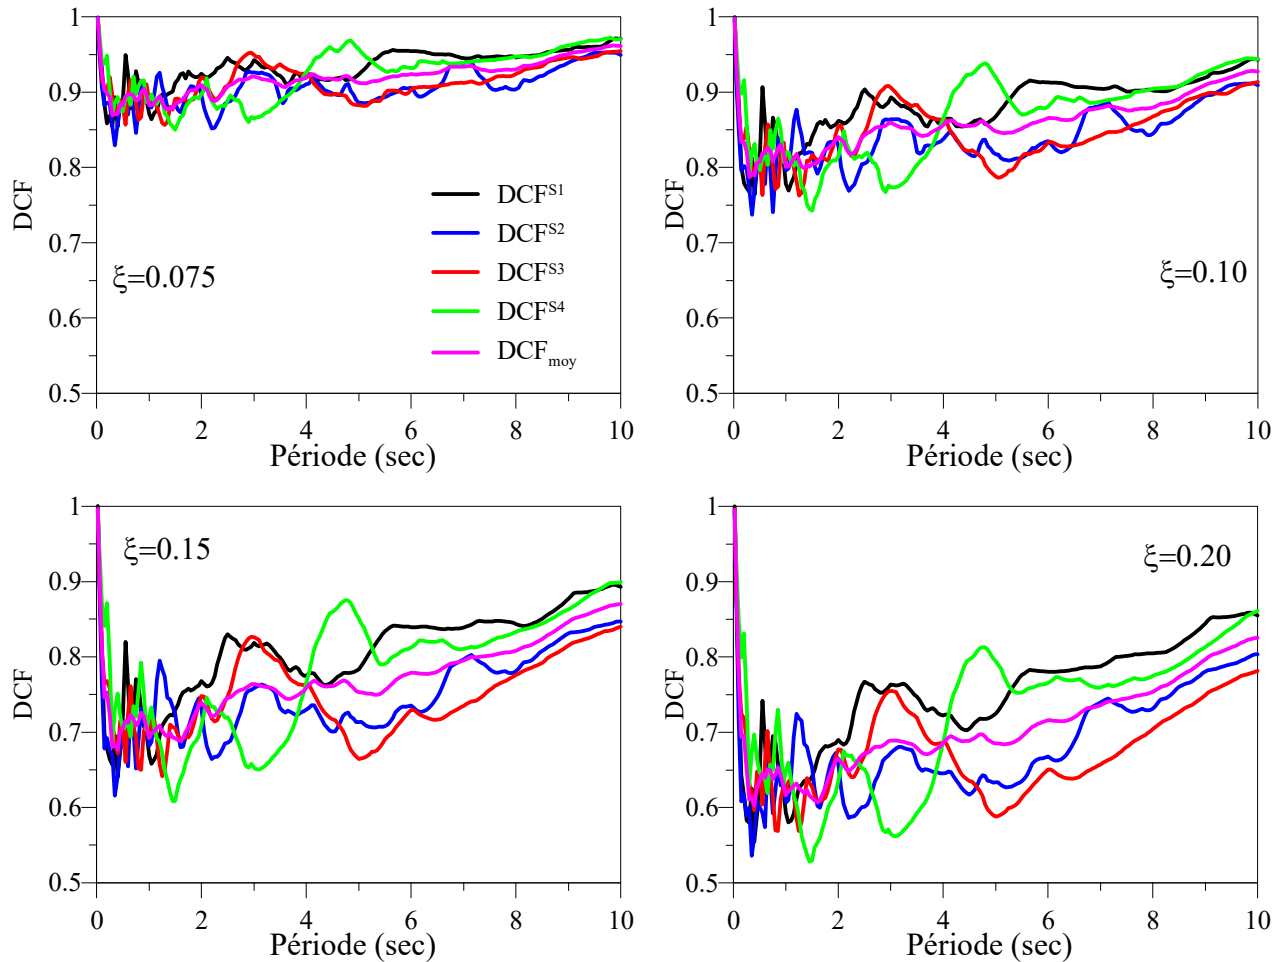 1
0.9
0.8
0.7
0.6
0.5
DCF
0 2 4 6 8 10
Période (sec)
ξ=0.075
DCF^S1
DCF^S2
DCF^S3
DCF^S4
DCF_moy
1
0.9
0.8
0.7
0.6
0.5
DCF
0 2 4 6 8 10
Période (sec)
ξ=0.10
1
0.9
0.8
0.7
0.6
0.5
DCF
0 2 4 6 8 10
Période (sec)
ξ=0.15
1
0.9
0.8
0.7
0.6
0.5
DCF
0 2 4 6 8 10
Période (sec)
ξ=0.20